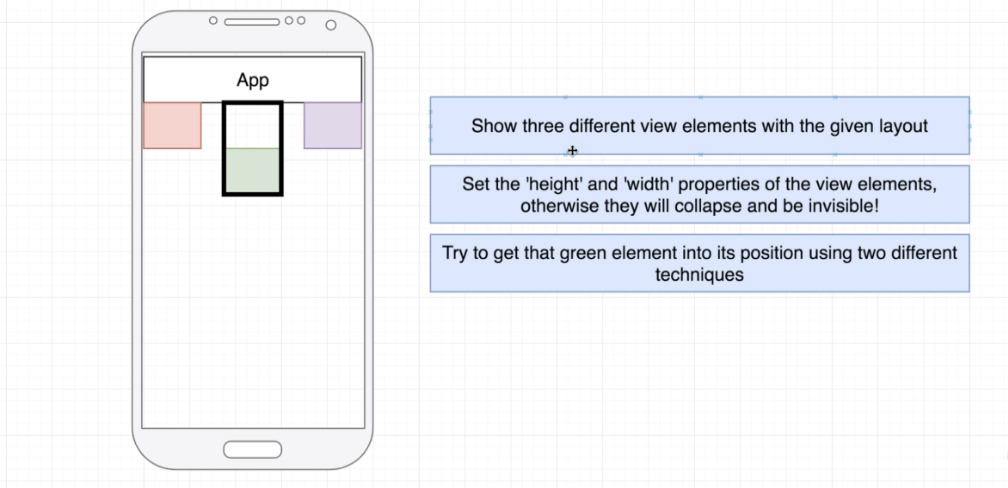 App
Show three different view elements with the given layout
Set the 'height' and 'width' properties of the view elements,
otherwise they will collapse and be invisible!
Try to get that green element into its position using two different
techniques